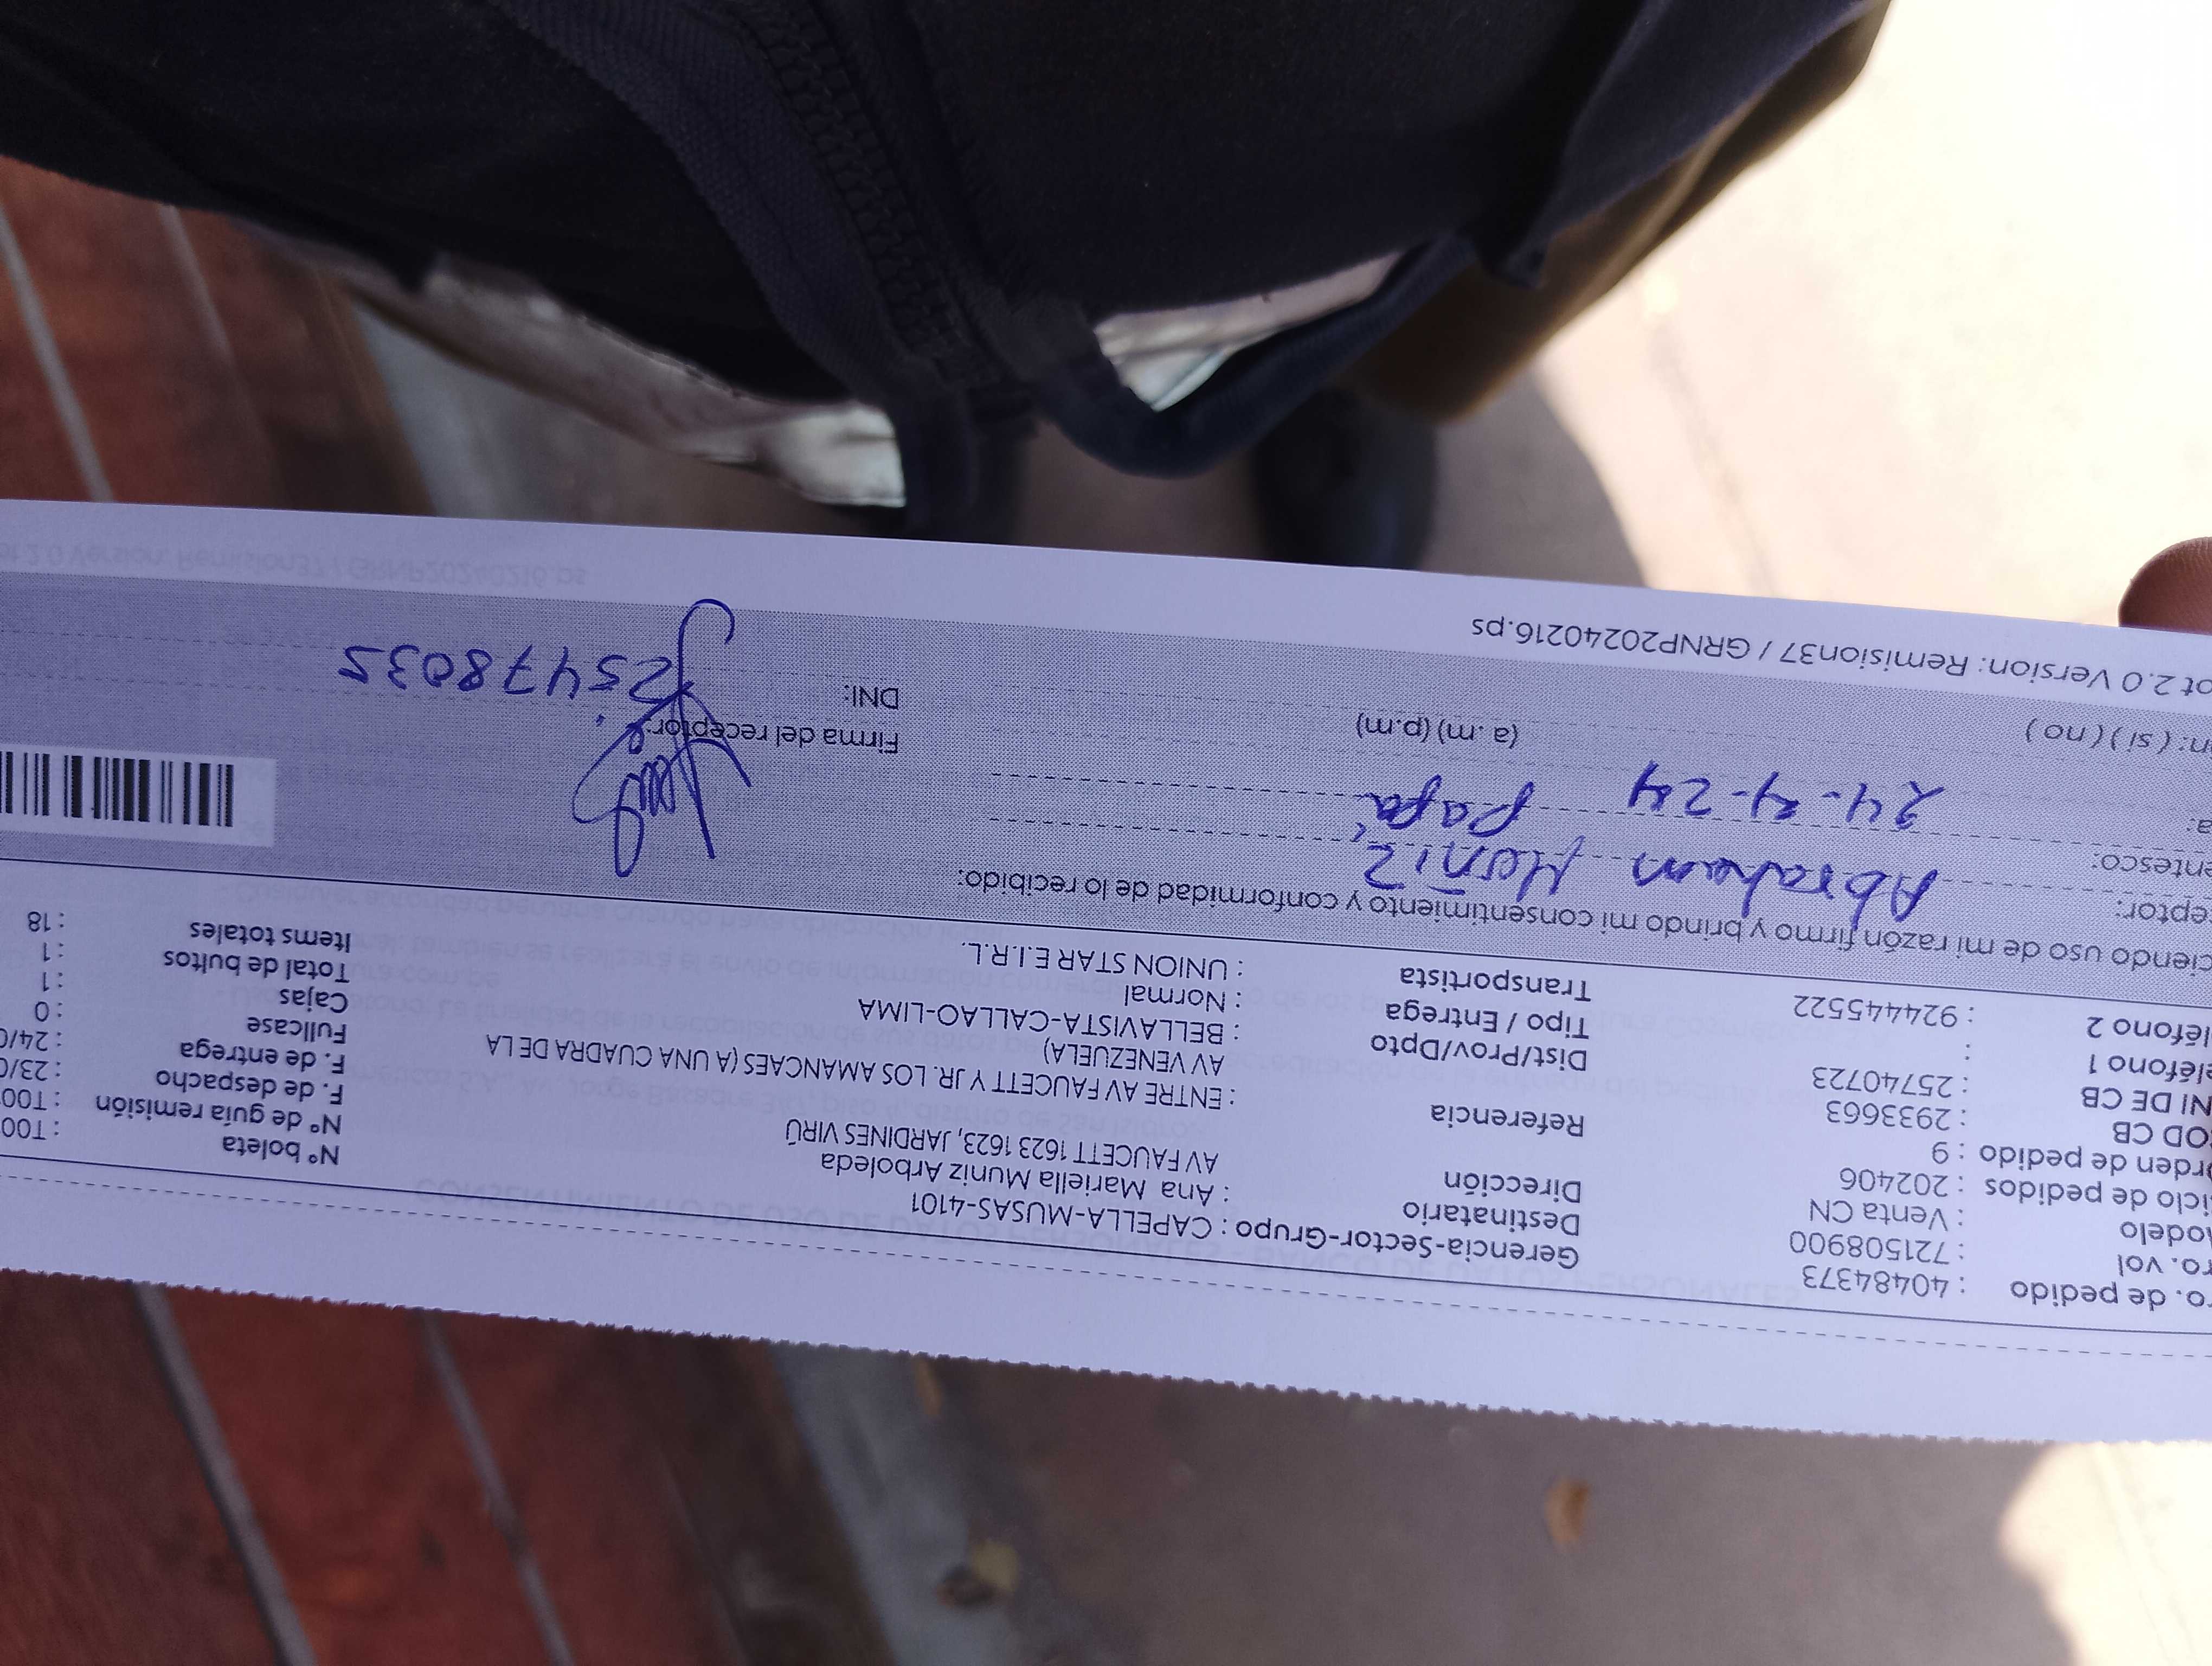 ro. de pedido : 40484373
ro. vol : 721508900
Modelo : Venta CN
iclo de pedidos : 202406
rden de pedido : 9
OD CB : 2933663
NI DE CB : 25740723
eléfono 1 :
léfono 2 : 924445522
Gerencia-Sector-Grupo : CAPELLA-MUSAS-4101
Destinatario : Ana Mariella Muniz Arboleda
Dirección AV FAUCETT 1623 1623, JARDINES VIRÚ
Referencia : ENTRE AV FAUCETT Y JR. LOS AMANCAES (A UNA CUADRA DE LA
AV VENEZUELA)
Dist/Prov/Dpto : BELLAVISTA-CALLAO-LIMA
Tipo / Entrega : Normal
Transportista : UNION STAR E.I.R.L.
N° boleta : T00
N° de guía remisión : T00
F. de despacho : 23/0
F. de entrega : 24/0
Fullcase : 0
Cajas : 1
Total de bultos : 1
Items totales : 18
ciendo uso de mi razón firmo y brindo mi consentimiento y conformidad de lo recibido:
ceptor: Abraham Muñiz
entesco: papá
a: 24-4-24 (a.m) (p.m)
n: ( si ) ( no )
Firma del receptor:
DNI: 25478035
ot 2.0 Version: Remision37 / GRNP20240216.ps